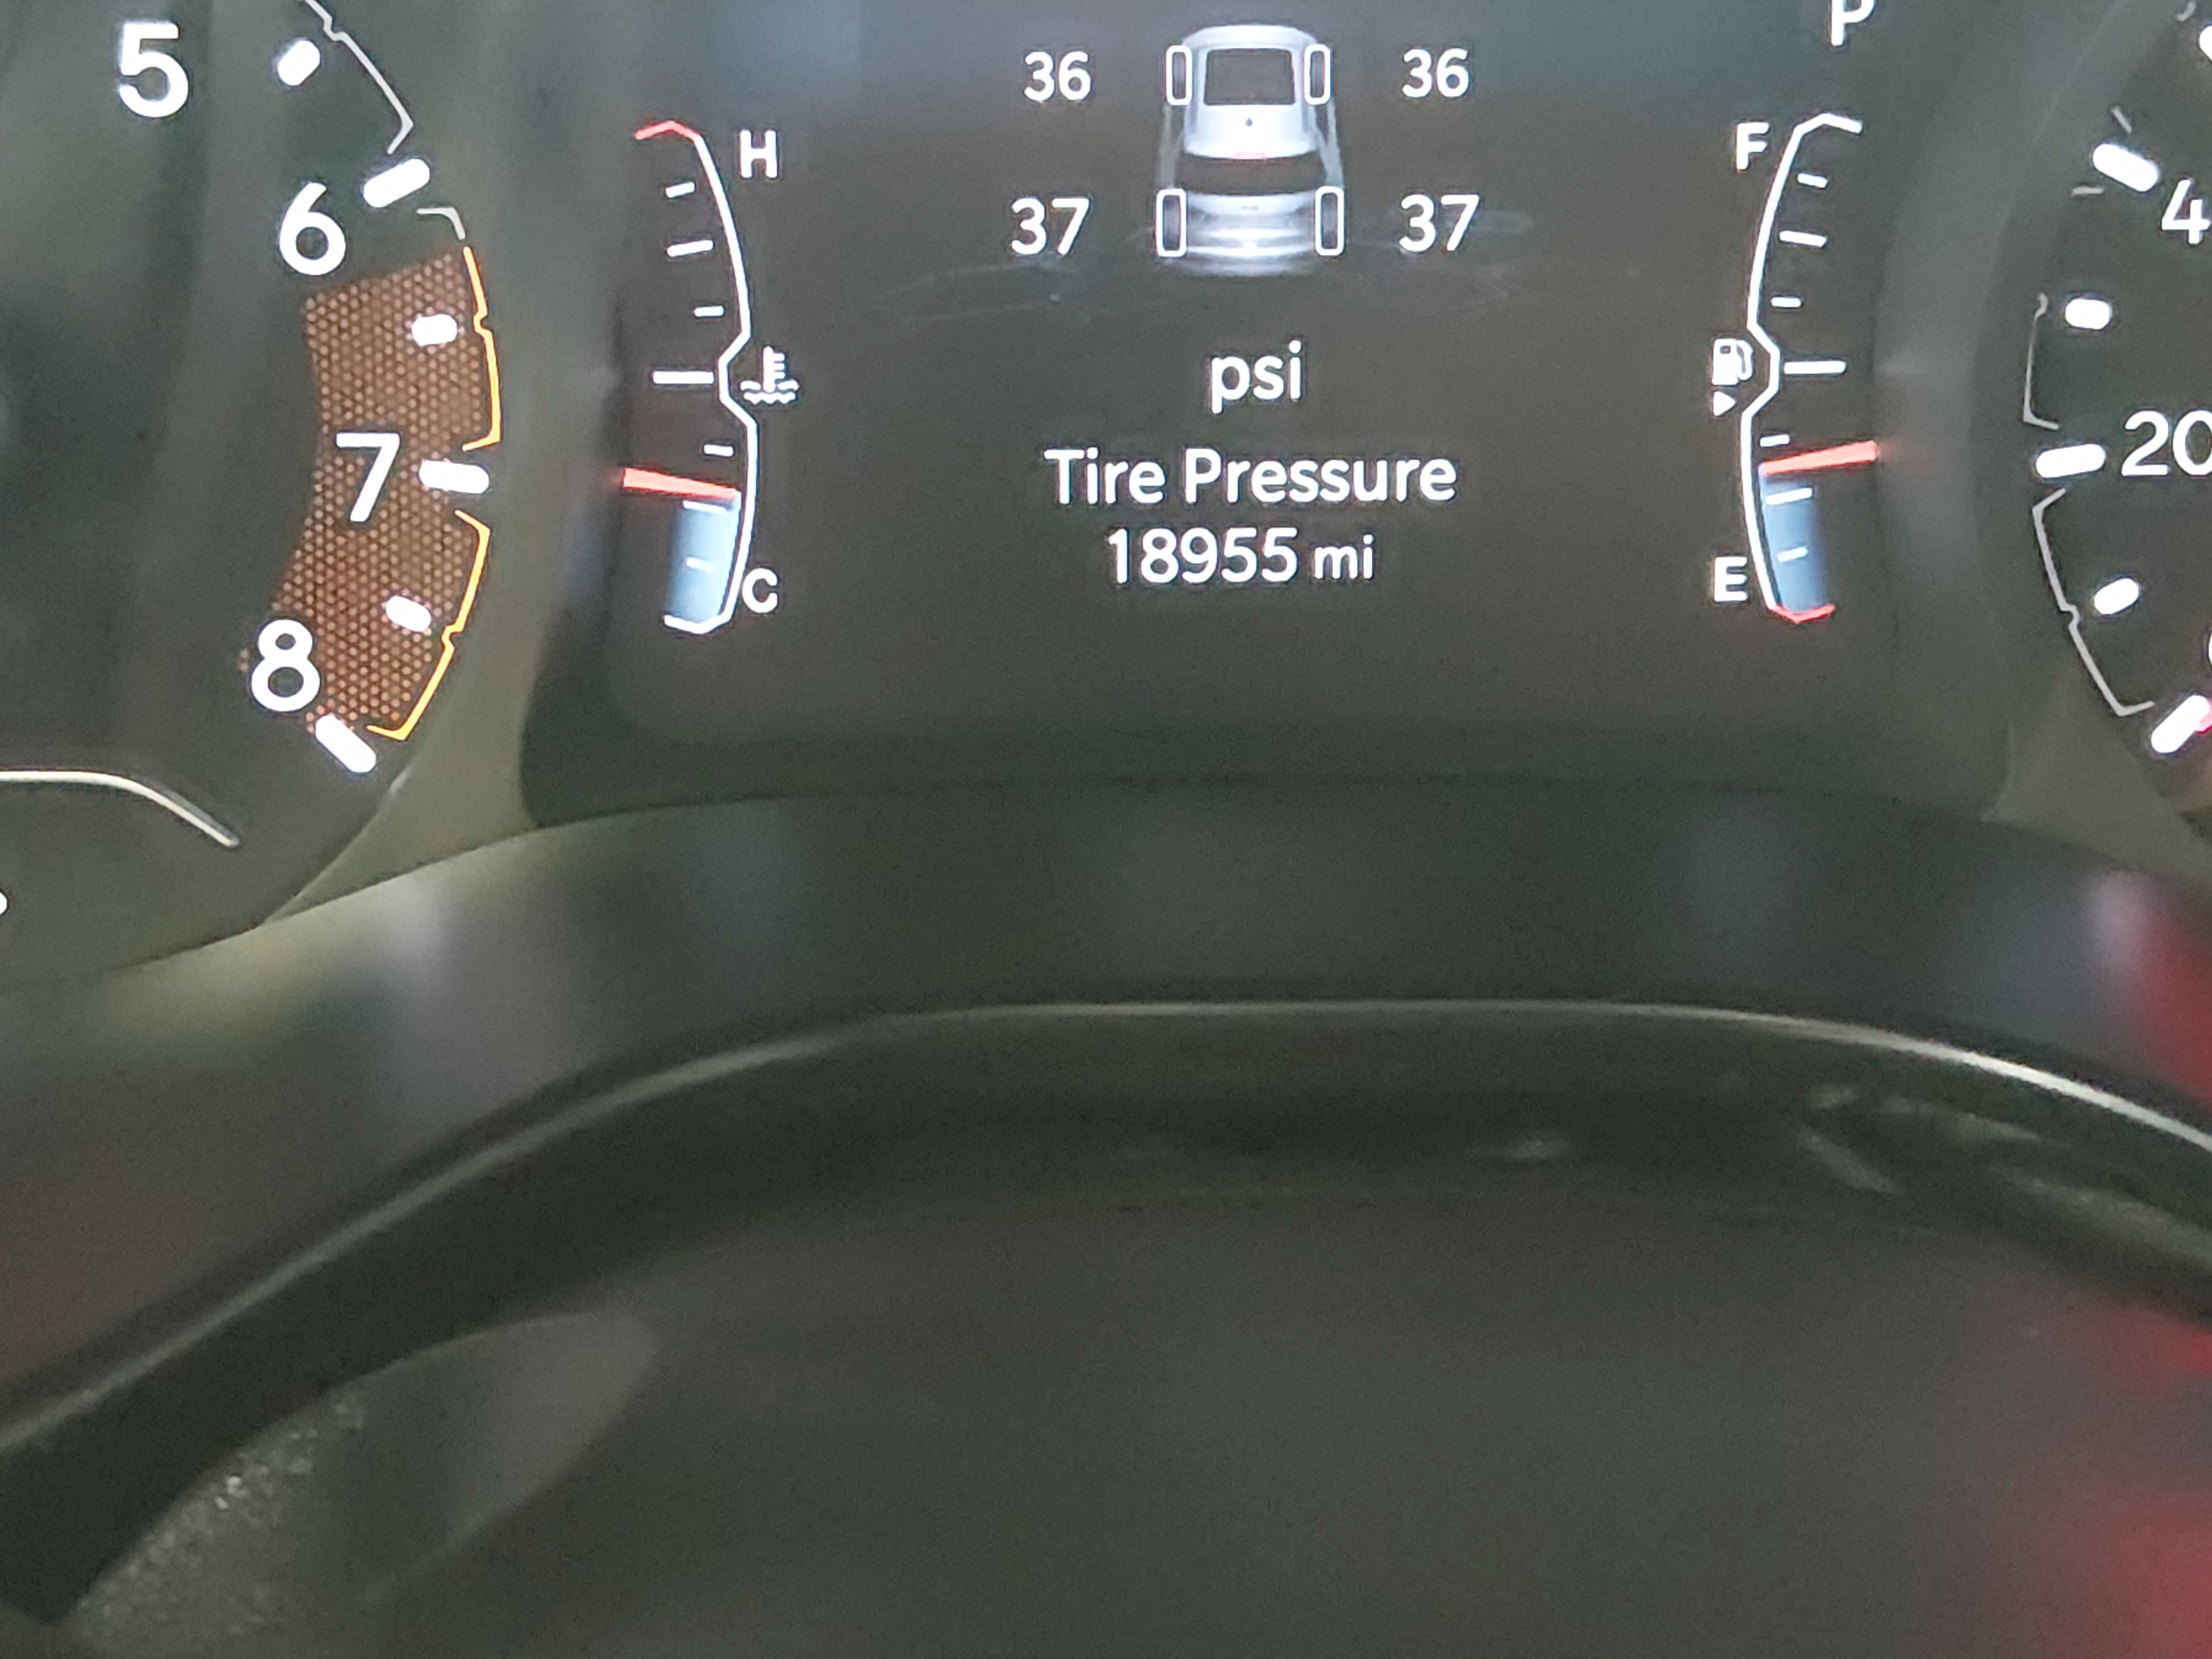 P
36 36
37 37
5
6
7
8
H
C
psi
Tire Pressure
18955 mi
F
E
4
20